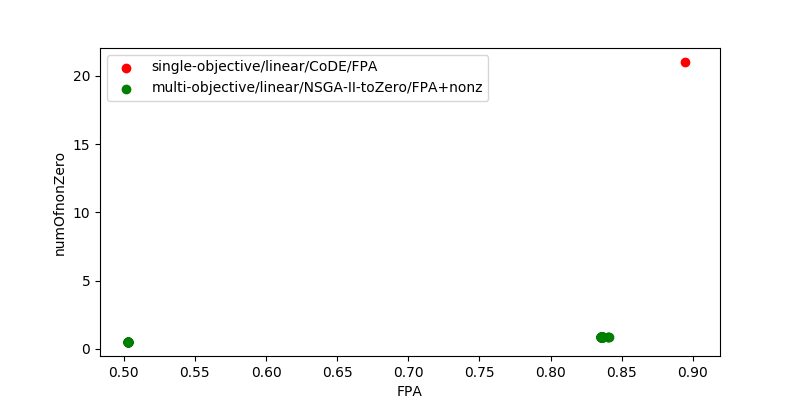 single-objective/linear/CoDE/FPA
multi-objective/linear/NSGA-II-toZero/FPA+nonz
20
15
10
5
0
numOfnonZero
0.50 0.55 0.60 0.65 0.70 0.75 0.80 0.85 0.90
FPA